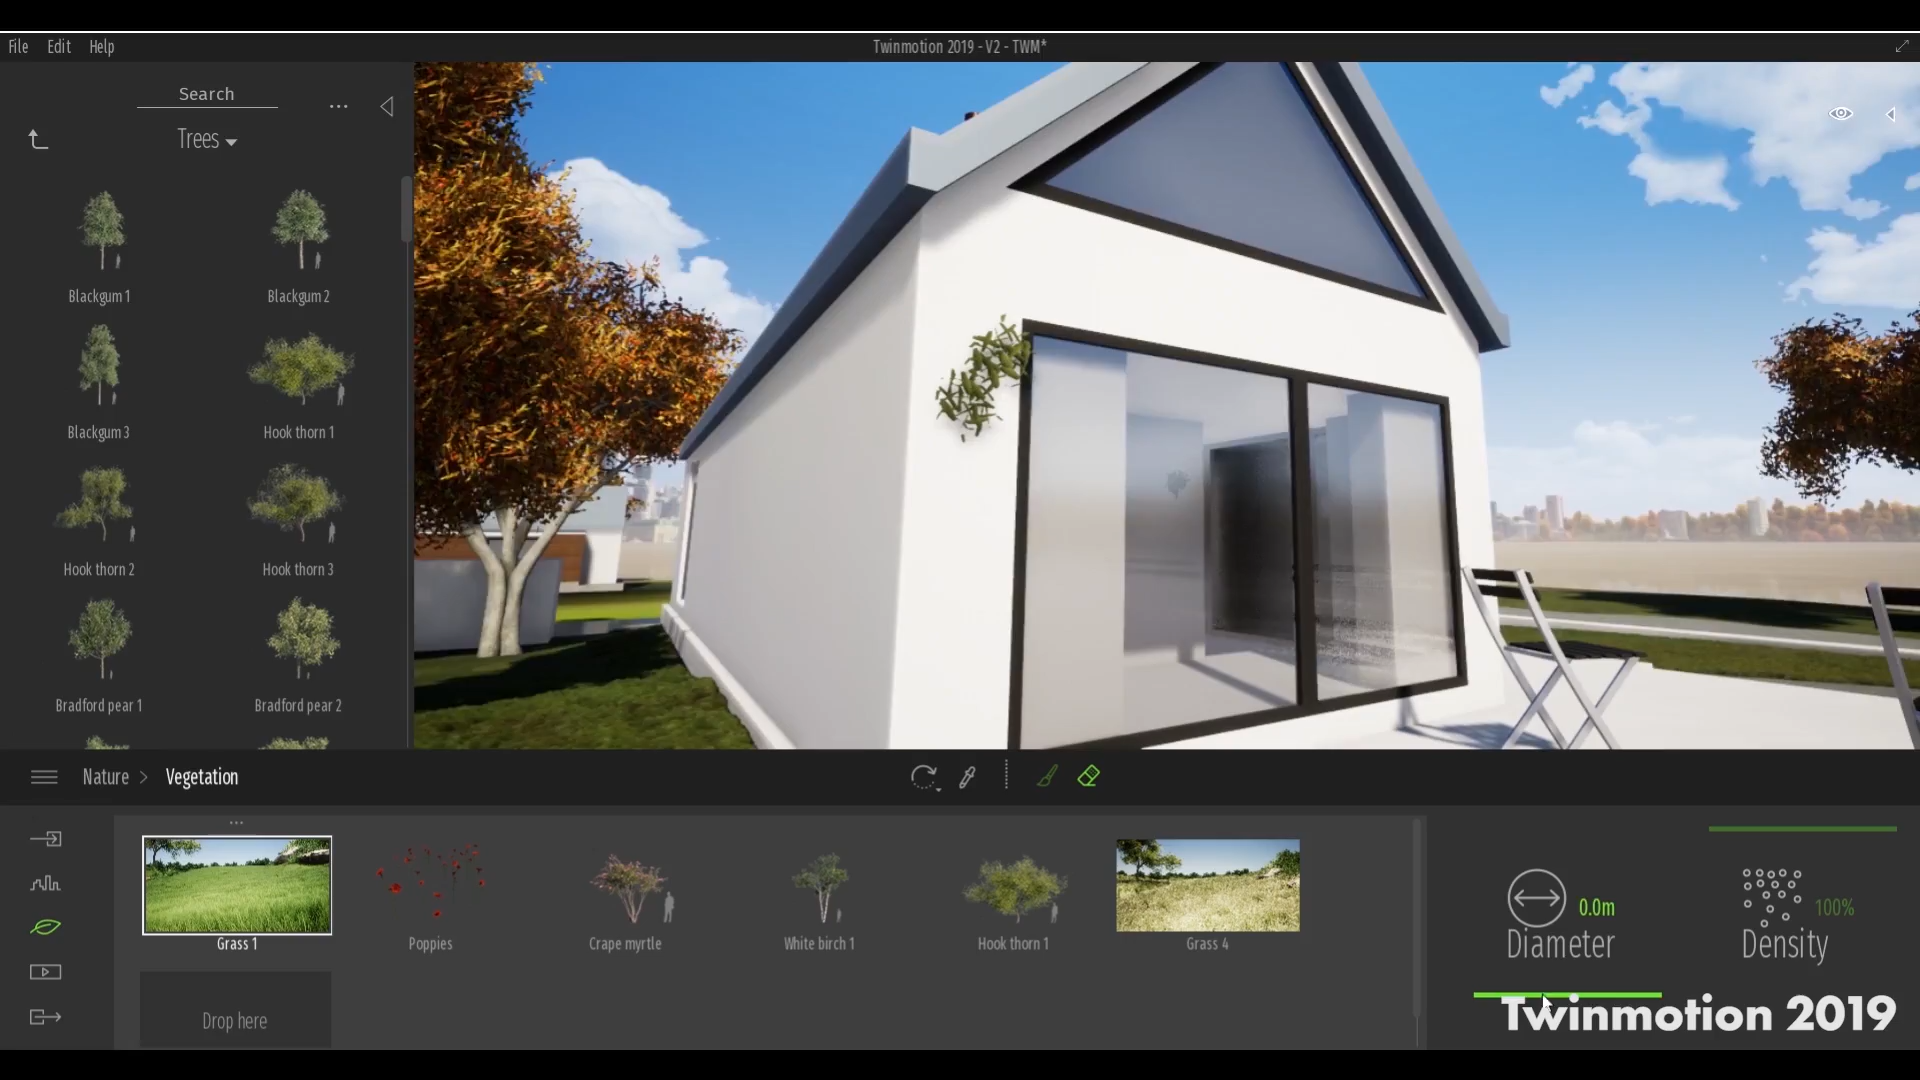 File Edit Help
Twinmotion 2019 - V2 - TWM*
Search
Trees
Blackgum 1
Blackgum 2
Blackgum 3
Hook thorn 1
Hook thorn 2
Hook thorn 3
Bradford pear 1
Bradford pear 2
Nature > Vegetation
Grass 1
Poppies
Crape myrtle
White birch 1
Hook thorn 1
Grass 4
Drop here
0.0m
Diameter
100%
Density
Twinmotion 2019